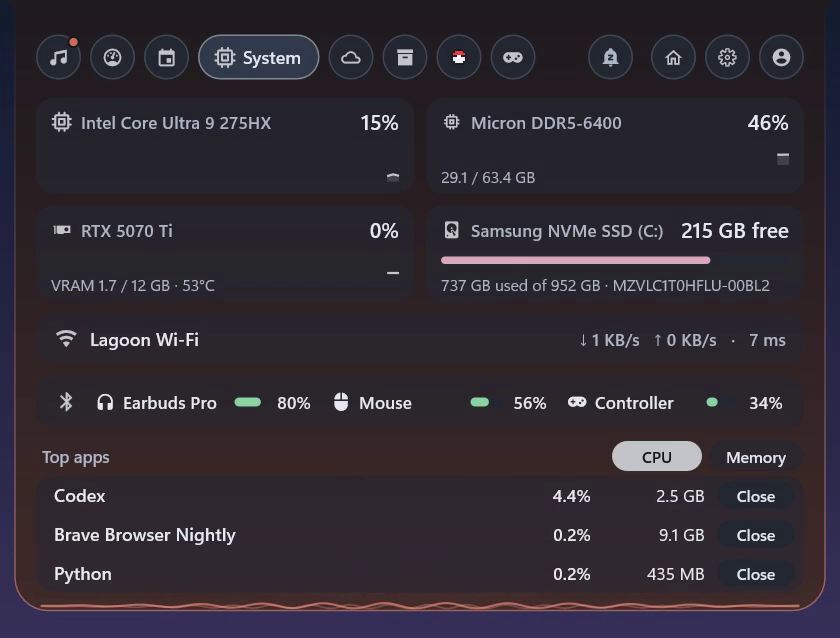 System
Intel Core Ultra 9 275HX 15%
Micron DDR5-6400 46%
29.1 / 63.4 GB
RTX 5070 Ti 0%
VRAM 1.7 / 12 GB · 53°C
Samsung NVMe SSD (C:) 215 GB free
737 GB used of 952 GB · MZVLC1T0HFLU-00BL2
Lagoon Wi-Fi ↓ 1 KB/s ↑ 0 KB/s · 7 ms
Earbuds Pro 80% Mouse 56% Controller 34%
Top apps CPU Memory
Codex 4.4% 2.5 GB Close
Brave Browser Nightly 0.2% 9.1 GB Close
Python 0.2% 435 MB Close